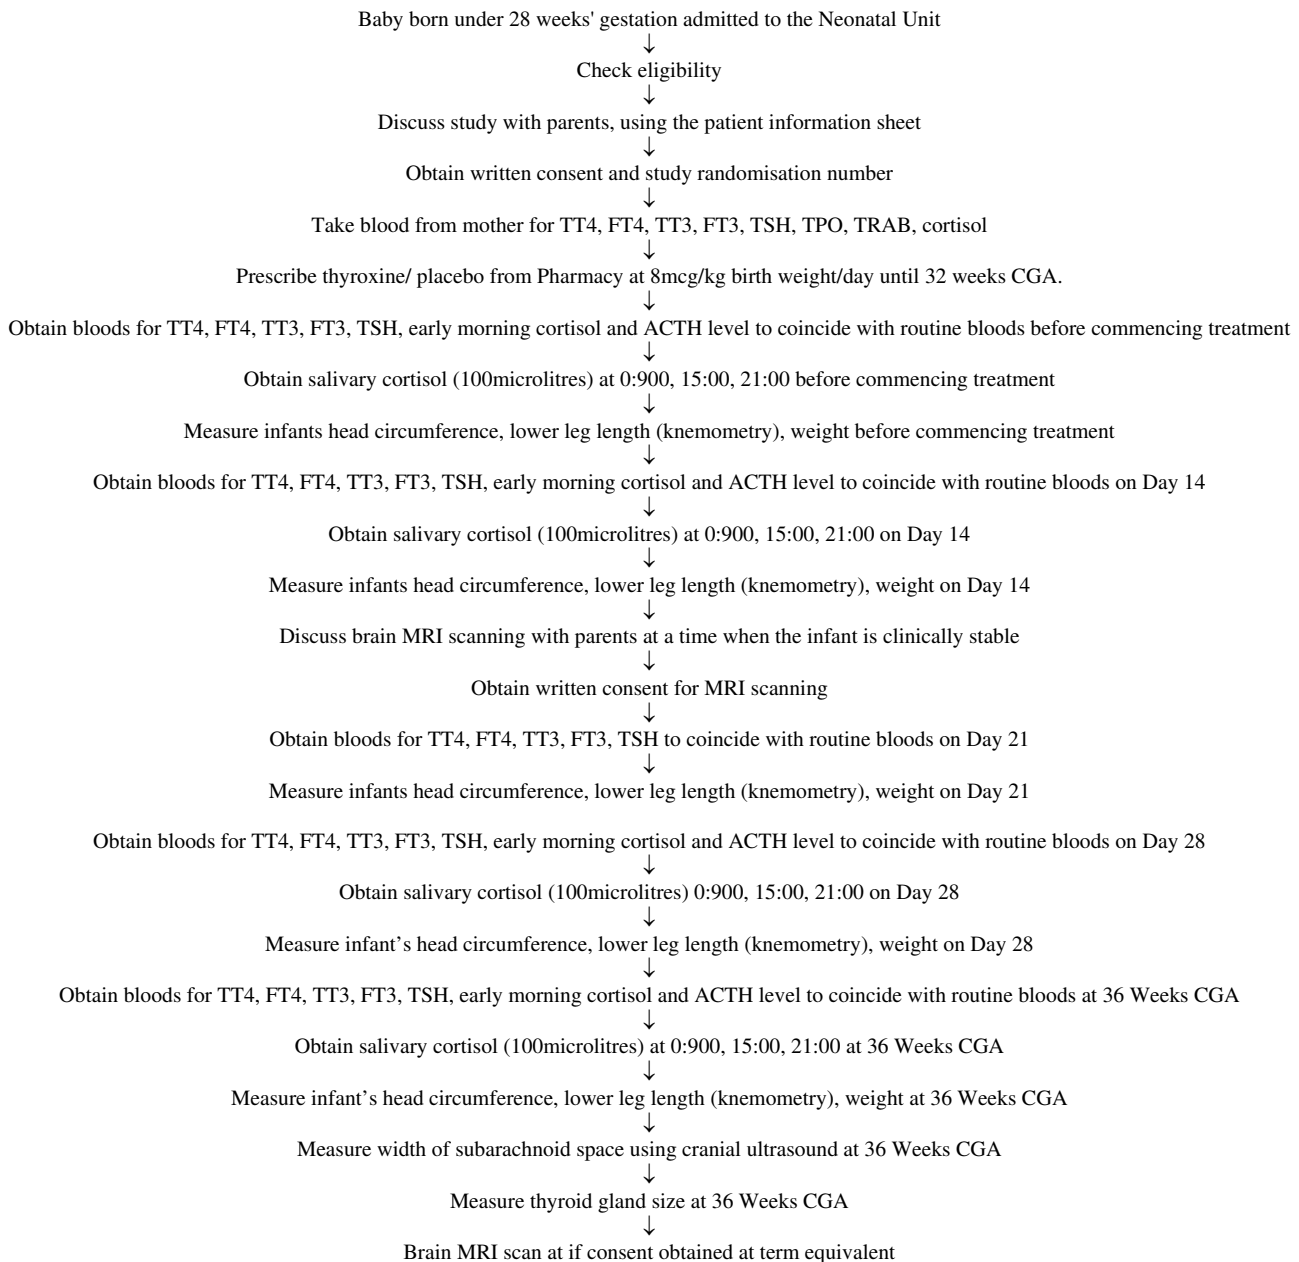 Baby born under 28 weeks' gestation admitted to the Neonatal Unit
↓
Check eligibility
↓
Discuss study with parents, using the patient information sheet
↓
Obtain written consent and study randomisation number
↓
Take blood from mother for TT4, FT4, TT3, FT3, TSH, TPO, TRAB, cortisol
↓
Prescribe thyroxine/ placebo from Pharmacy at 8mcg/kg birth weight/day until 32 weeks CGA.
↓
Obtain bloods for TT4, FT4, TT3, FT3, TSH, early morning cortisol and ACTH level to coincide with routine bloods before commencing treatment
↓
Obtain salivary cortisol (100microlitres) at 0:900, 15:00, 21:00 before commencing treatment
↓
Measure infants head circumference, lower leg length (knemometry), weight before commencing treatment
↓
Obtain bloods for TT4, FT4, TT3, FT3, TSH, early morning cortisol and ACTH level to coincide with routine bloods on Day 14
↓
Obtain salivary cortisol (100microlitres) at 0:900, 15:00, 21:00 on Day 14
↓
Measure infants head circumference, lower leg length (knemometry), weight on Day 14
↓
Discuss brain MRI scanning with parents at a time when the infant is clinically stable
↓
Obtain written consent for MRI scanning
↓
Obtain bloods for TT4, FT4, TT3, FT3, TSH to coincide with routine bloods on Day 21
↓
Measure infants head circumference, lower leg length (knemometry), weight on Day 21
Obtain bloods for TT4, FT4, TT3, FT3, TSH, early morning cortisol and ACTH level to coincide with routine bloods on Day 28
↓
Obtain salivary cortisol (100microlitres) 0:900, 15:00, 21:00 on Day 28
↓
Measure infant's head circumference, lower leg length (knemometry), weight on Day 28
↓
Obtain bloods for TT4, FT4, TT3, FT3, TSH, early morning cortisol and ACTH level to coincide with routine bloods at 36 Weeks CGA
↓
Obtain salivary cortisol (100microlitres) at 0:900, 15:00, 21:00 at 36 Weeks CGA
↓
Measure infant's head circumference, lower leg length (knemometry), weight at 36 Weeks CGA
↓
Measure width of subarachnoid space using cranial ultrasound at 36 Weeks CGA
↓
Measure thyroid gland size at 36 Weeks CGA
↓
Brain MRI scan at if consent obtained at term equivalent